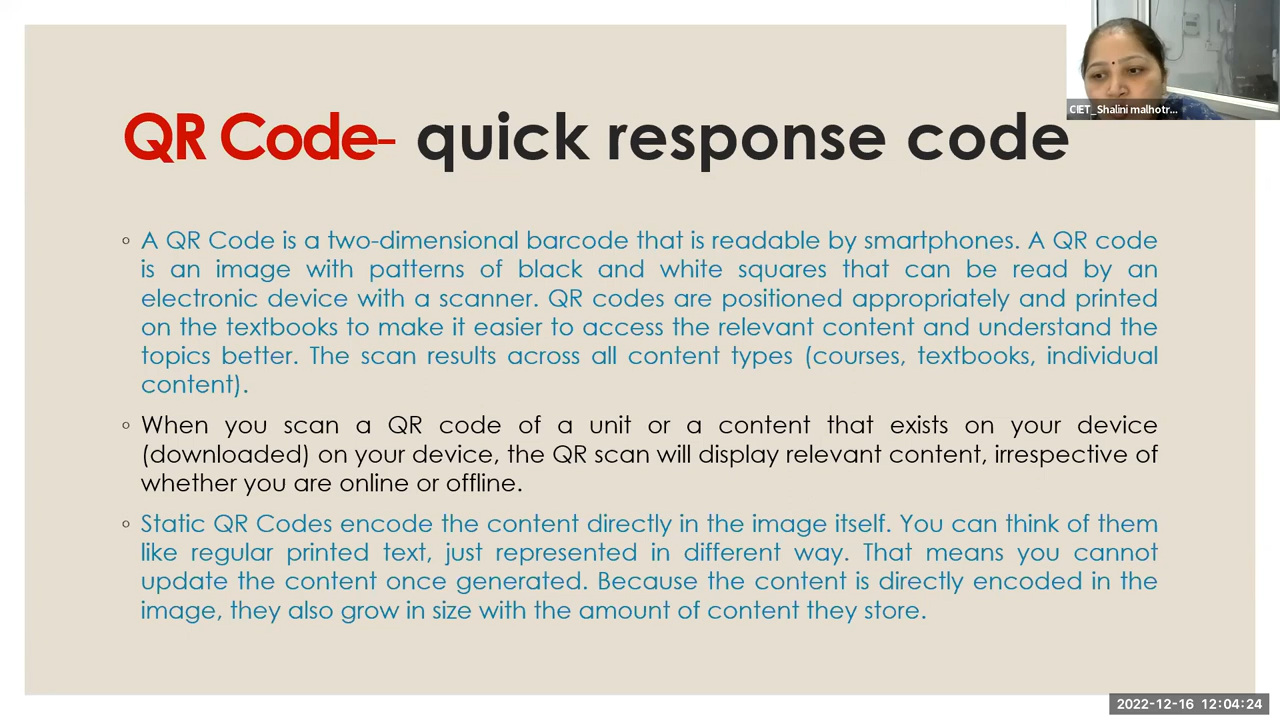 QR Code- quick response code
CIET_Shalini malhotr...
◦ A QR Code is a two-dimensional barcode that is readable by smartphones. A QR code
is an image with patterns of black and white squares that can be read by an
electronic device with a scanner. QR codes are positioned appropriately and printed
on the textbooks to make it easier to access the relevant content and understand the
topics better. The scan results across all content types (courses, textbooks, individual
content).
◦ When you scan a QR code of a unit or a content that exists on your device
(downloaded) on your device, the QR scan will display relevant content, irrespective of
whether you are online or offline.
◦ Static QR Codes encode the content directly in the image itself. You can think of them
like regular printed text, just represented in different way. That means you cannot
update the content once generated. Because the content is directly encoded in the
image, they also grow in size with the amount of content they store.
2022-12-16 12:04:24